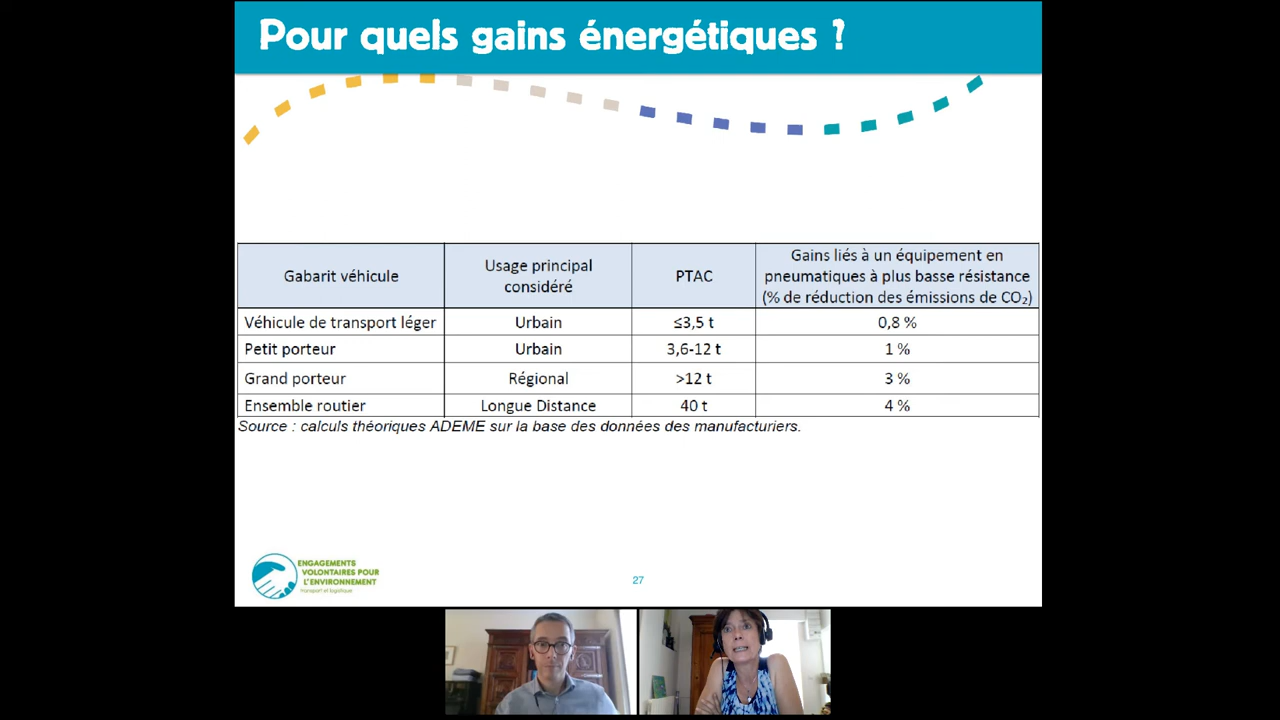 Pour quels gains énergétiques ?
Gabarit véhicule
Usage principal
considéré
PTAC
Gains liés à un équipement en
pneumatiques à plus basse résistance
(% de réduction des émissions de CO₂)
Véhicule de transport léger Urbain ≤3,5 t 0,8 %
Petit porteur Urbain 3,6-12 t 1 %
Grand porteur Régional >12 t 3 %
Ensemble routier Longue Distance 40 t 4 %
Source : calculs théoriques ADEME sur la base des données des manufacturiers.
ENGAGEMENTS
VOLONTAIRES POUR
L'ENVIRONNEMENT
transport et logistique
27